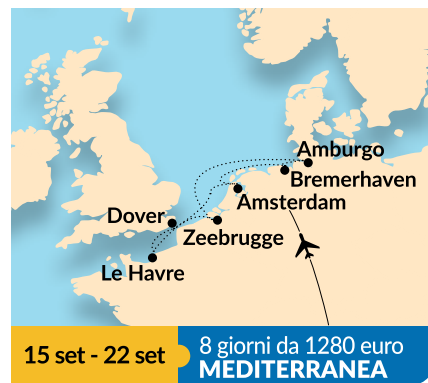 Amburgo
Bremerhaven
Amsterdam
Dover
Zeebrugge
Le Havre
15 set - 22 set
8 giorni da 1280 euro
MEDITERRANEA